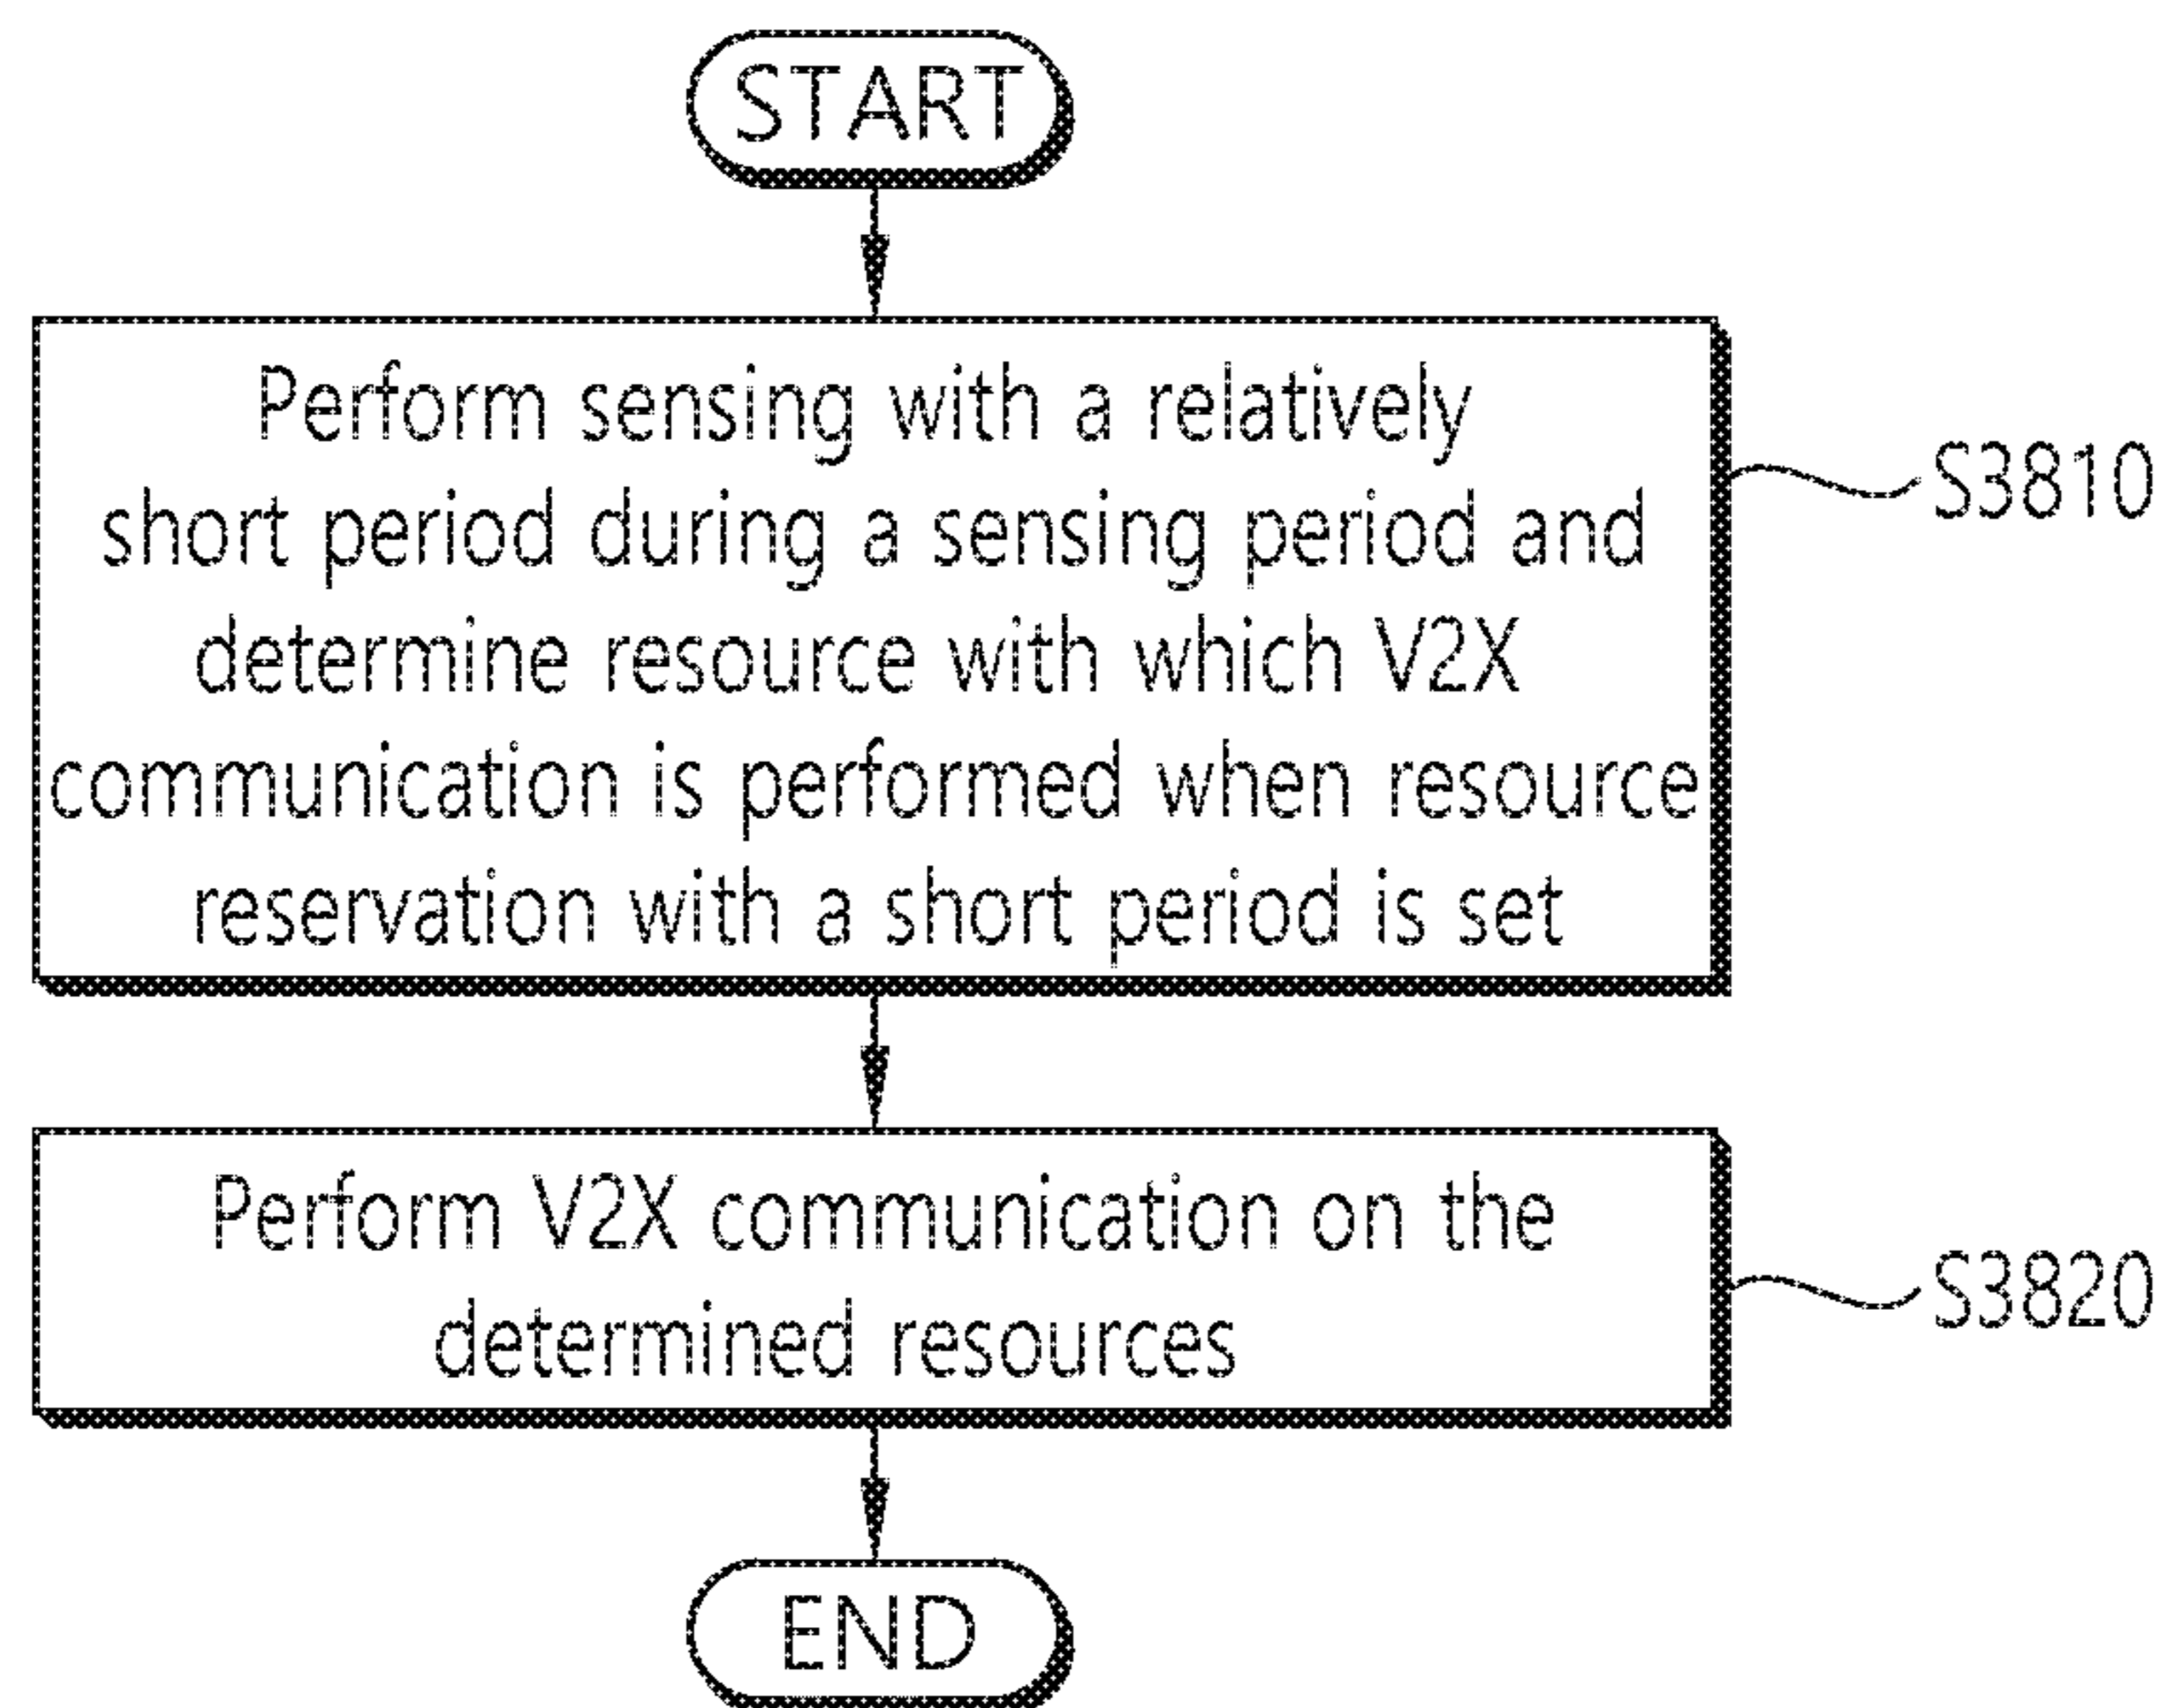 START
Perform sensing with a relatively
short period during a sensing period and
determine resource with which V2X
communication is performed when resource
reservation with a short period is set
S3810
Perform V2X communication on the
determined resources
S3820
END